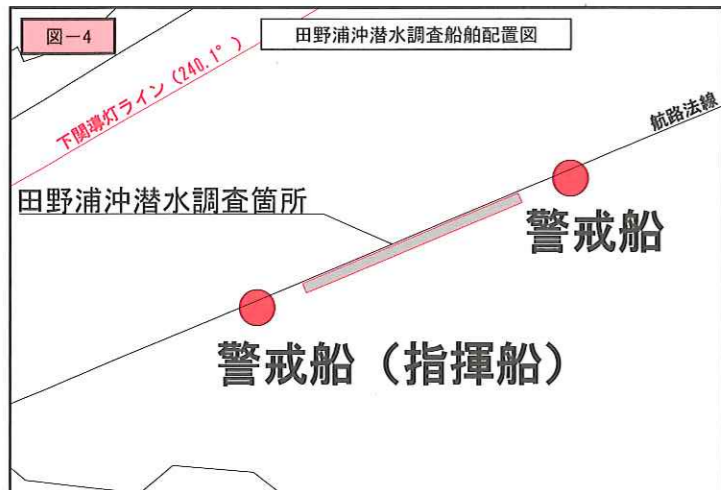 図－4
田野浦沖潜水調査船舶配置図
下関導灯ライン(240.1°)
航路法線
田野浦沖潜水調査箇所
警戒船
警戒船（指揮船）